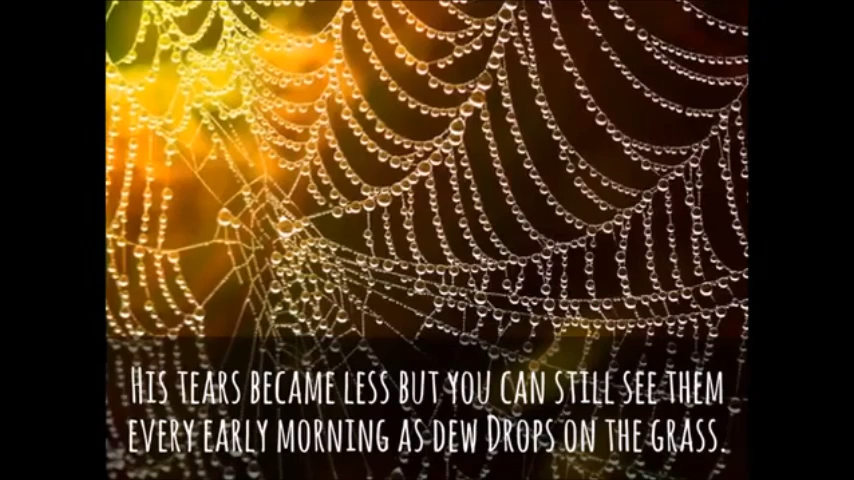 His tears became less but you can still see them
every early morning as dew Drops on the grass.